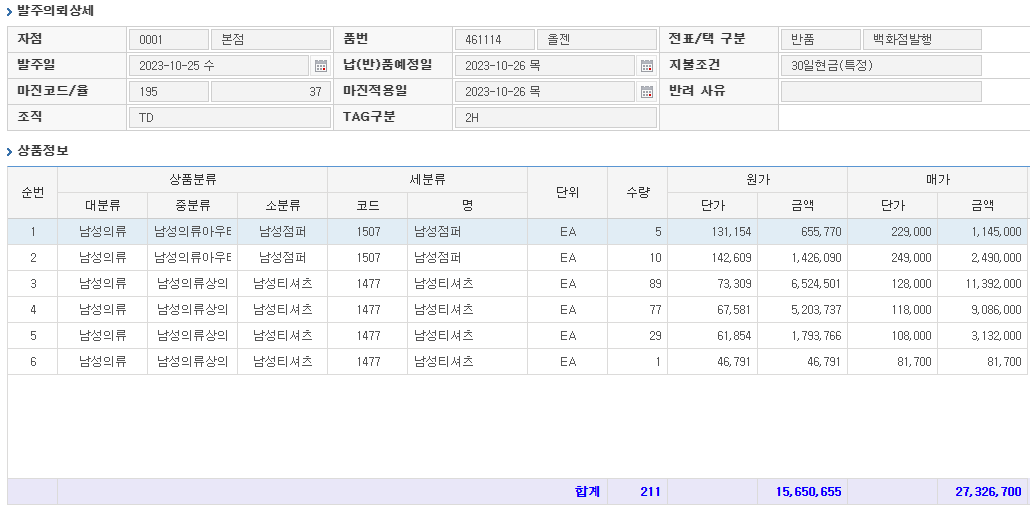 발주의뢰상세
자점 0001 본점 품번 461114 올젠 전표/택 구분 반품 백화점발행
발주일 2023-10-25 수 납(반)품예정일 2023-10-26 목 지불조건 30일현금(특정)
마진코드/율 195 37 마진적용일 2023-10-26 목 반려 사유
조직 TD TAG구분 2H
상품정보
순번 상품분류 세분류 단위 수량 원가 매가
대분류 중분류 소분류 코드 명 단가 금액 단가 금액
1 남성의류 남성의류아우터 남성점퍼 1507 남성점퍼 EA 5 131,154 655,770 229,000 1,145,000
2 남성의류 남성의류아우터 남성점퍼 1507 남성점퍼 EA 10 142,609 1,426,090 249,000 2,490,000
3 남성의류 남성의류상의 남성티셔츠 1477 남성티셔츠 EA 89 73,309 6,524,501 128,000 11,392,000
4 남성의류 남성의류상의 남성티셔츠 1477 남성티셔츠 EA 77 67,581 5,203,737 118,000 9,086,000
5 남성의류 남성의류상의 남성티셔츠 1477 남성티셔츠 EA 29 61,854 1,793,766 108,000 3,132,000
6 남성의류 남성의류상의 남성티셔츠 1477 남성티셔츠 EA 1 46,791 46,791 81,700 81,700
합계 211 15,650,655 27,326,700